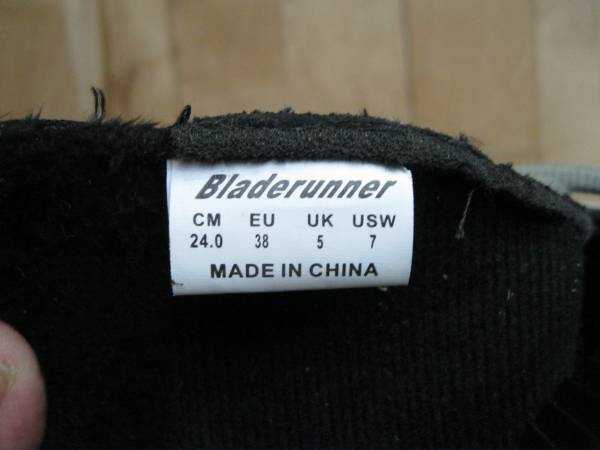 Bladerunner
CM EU UK USW
24.0 38 5 7
MADE IN CHINA